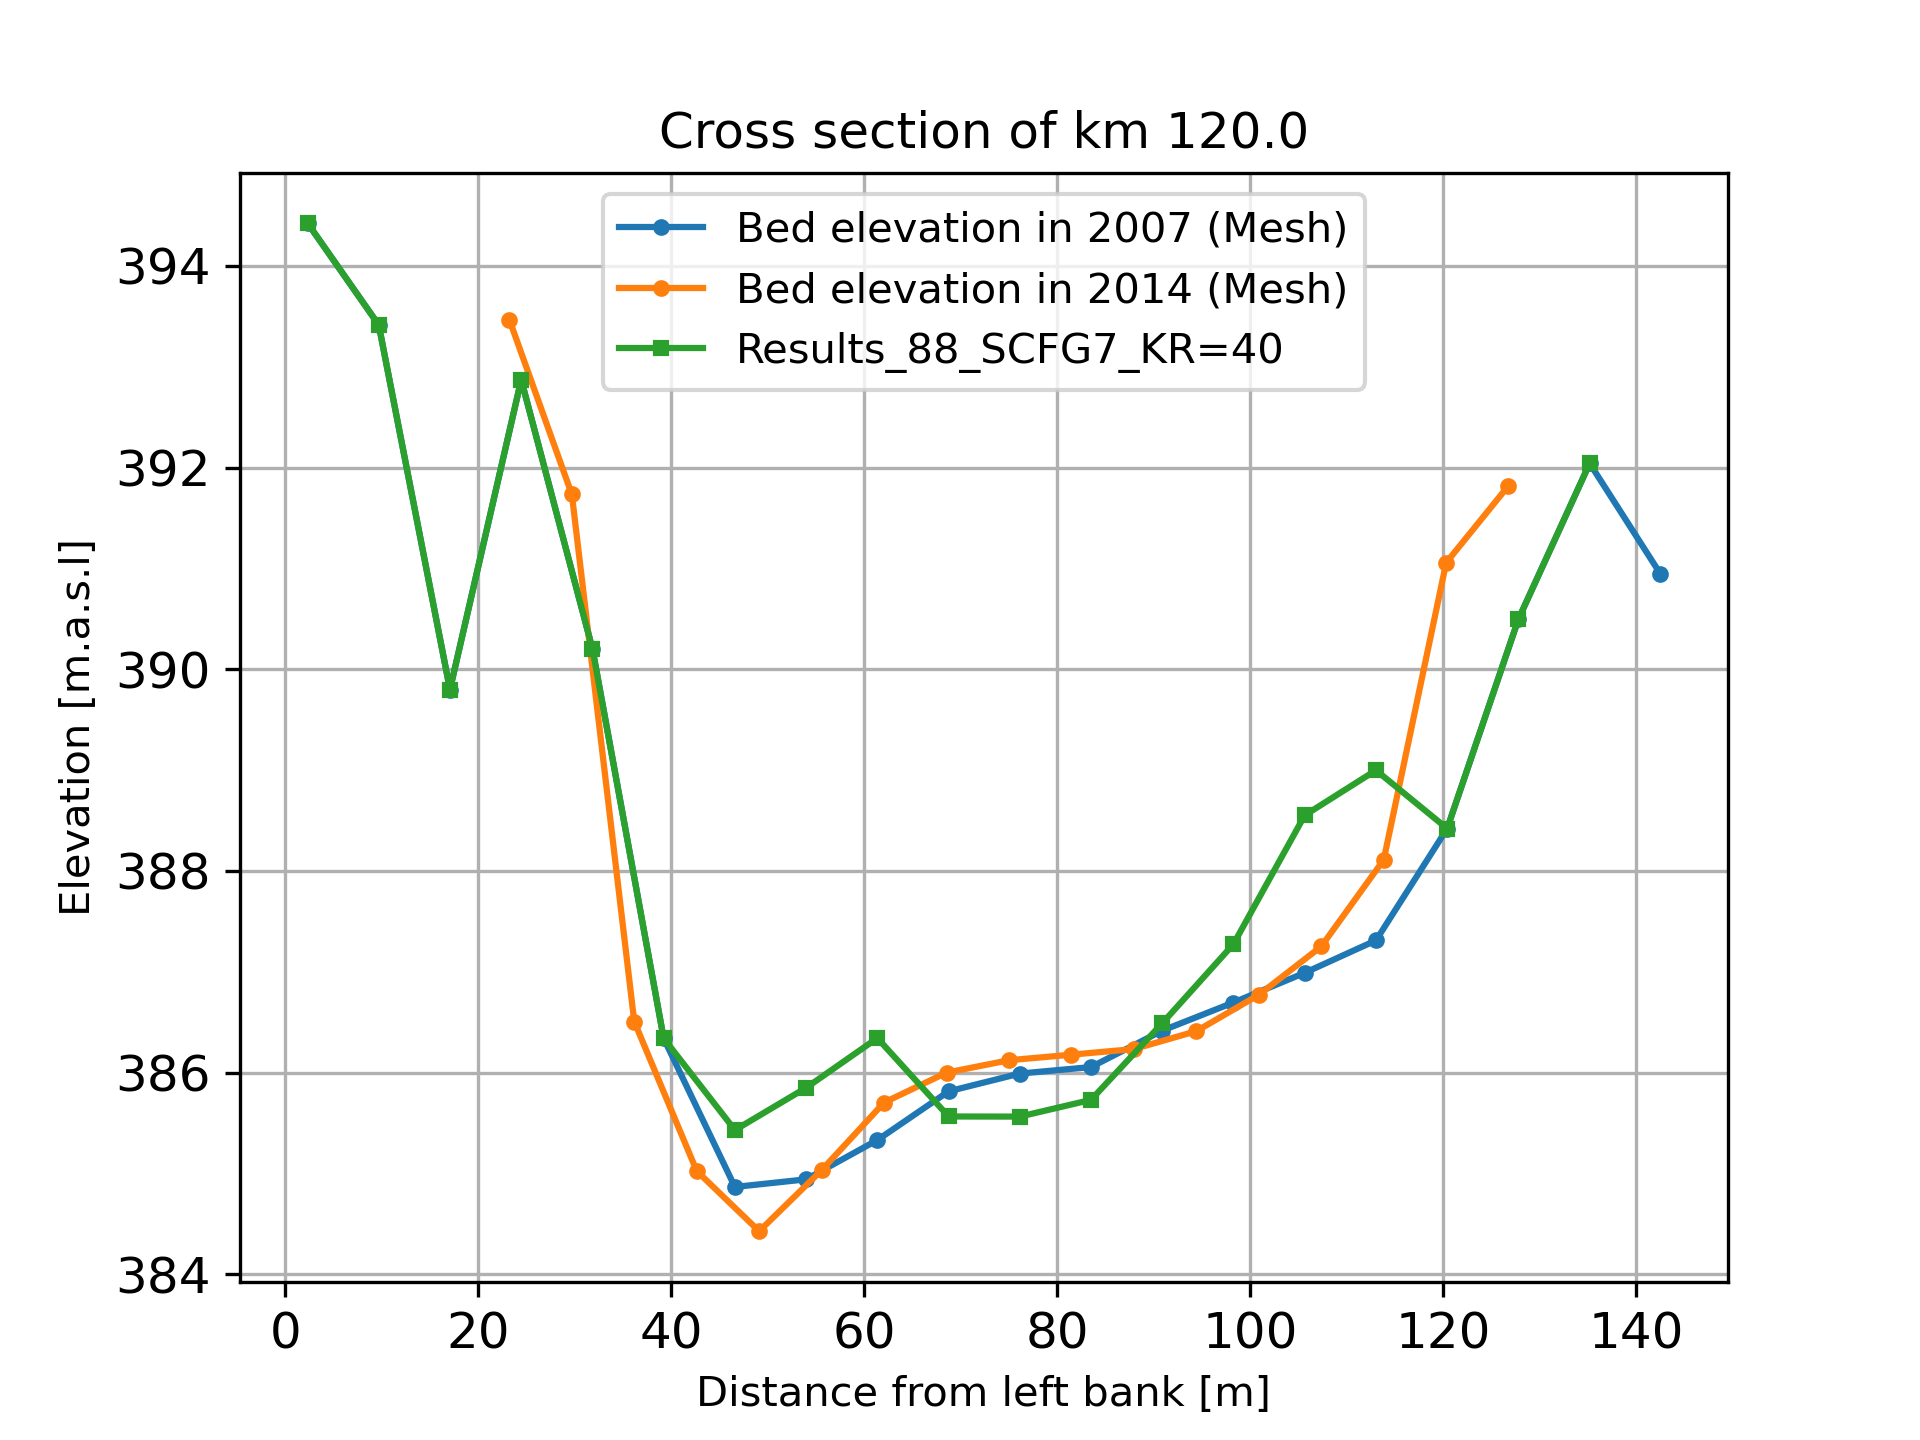 Cross section of km 120.0
Bed elevation in 2007 (Mesh)
Bed elevation in 2014 (Mesh)
Results_88_SCFG7_KR=40
Elevation [m.a.s.l]
394
392
390
388
386
384
0 20 40 60 80 100 120 140
Distance from left bank [m]